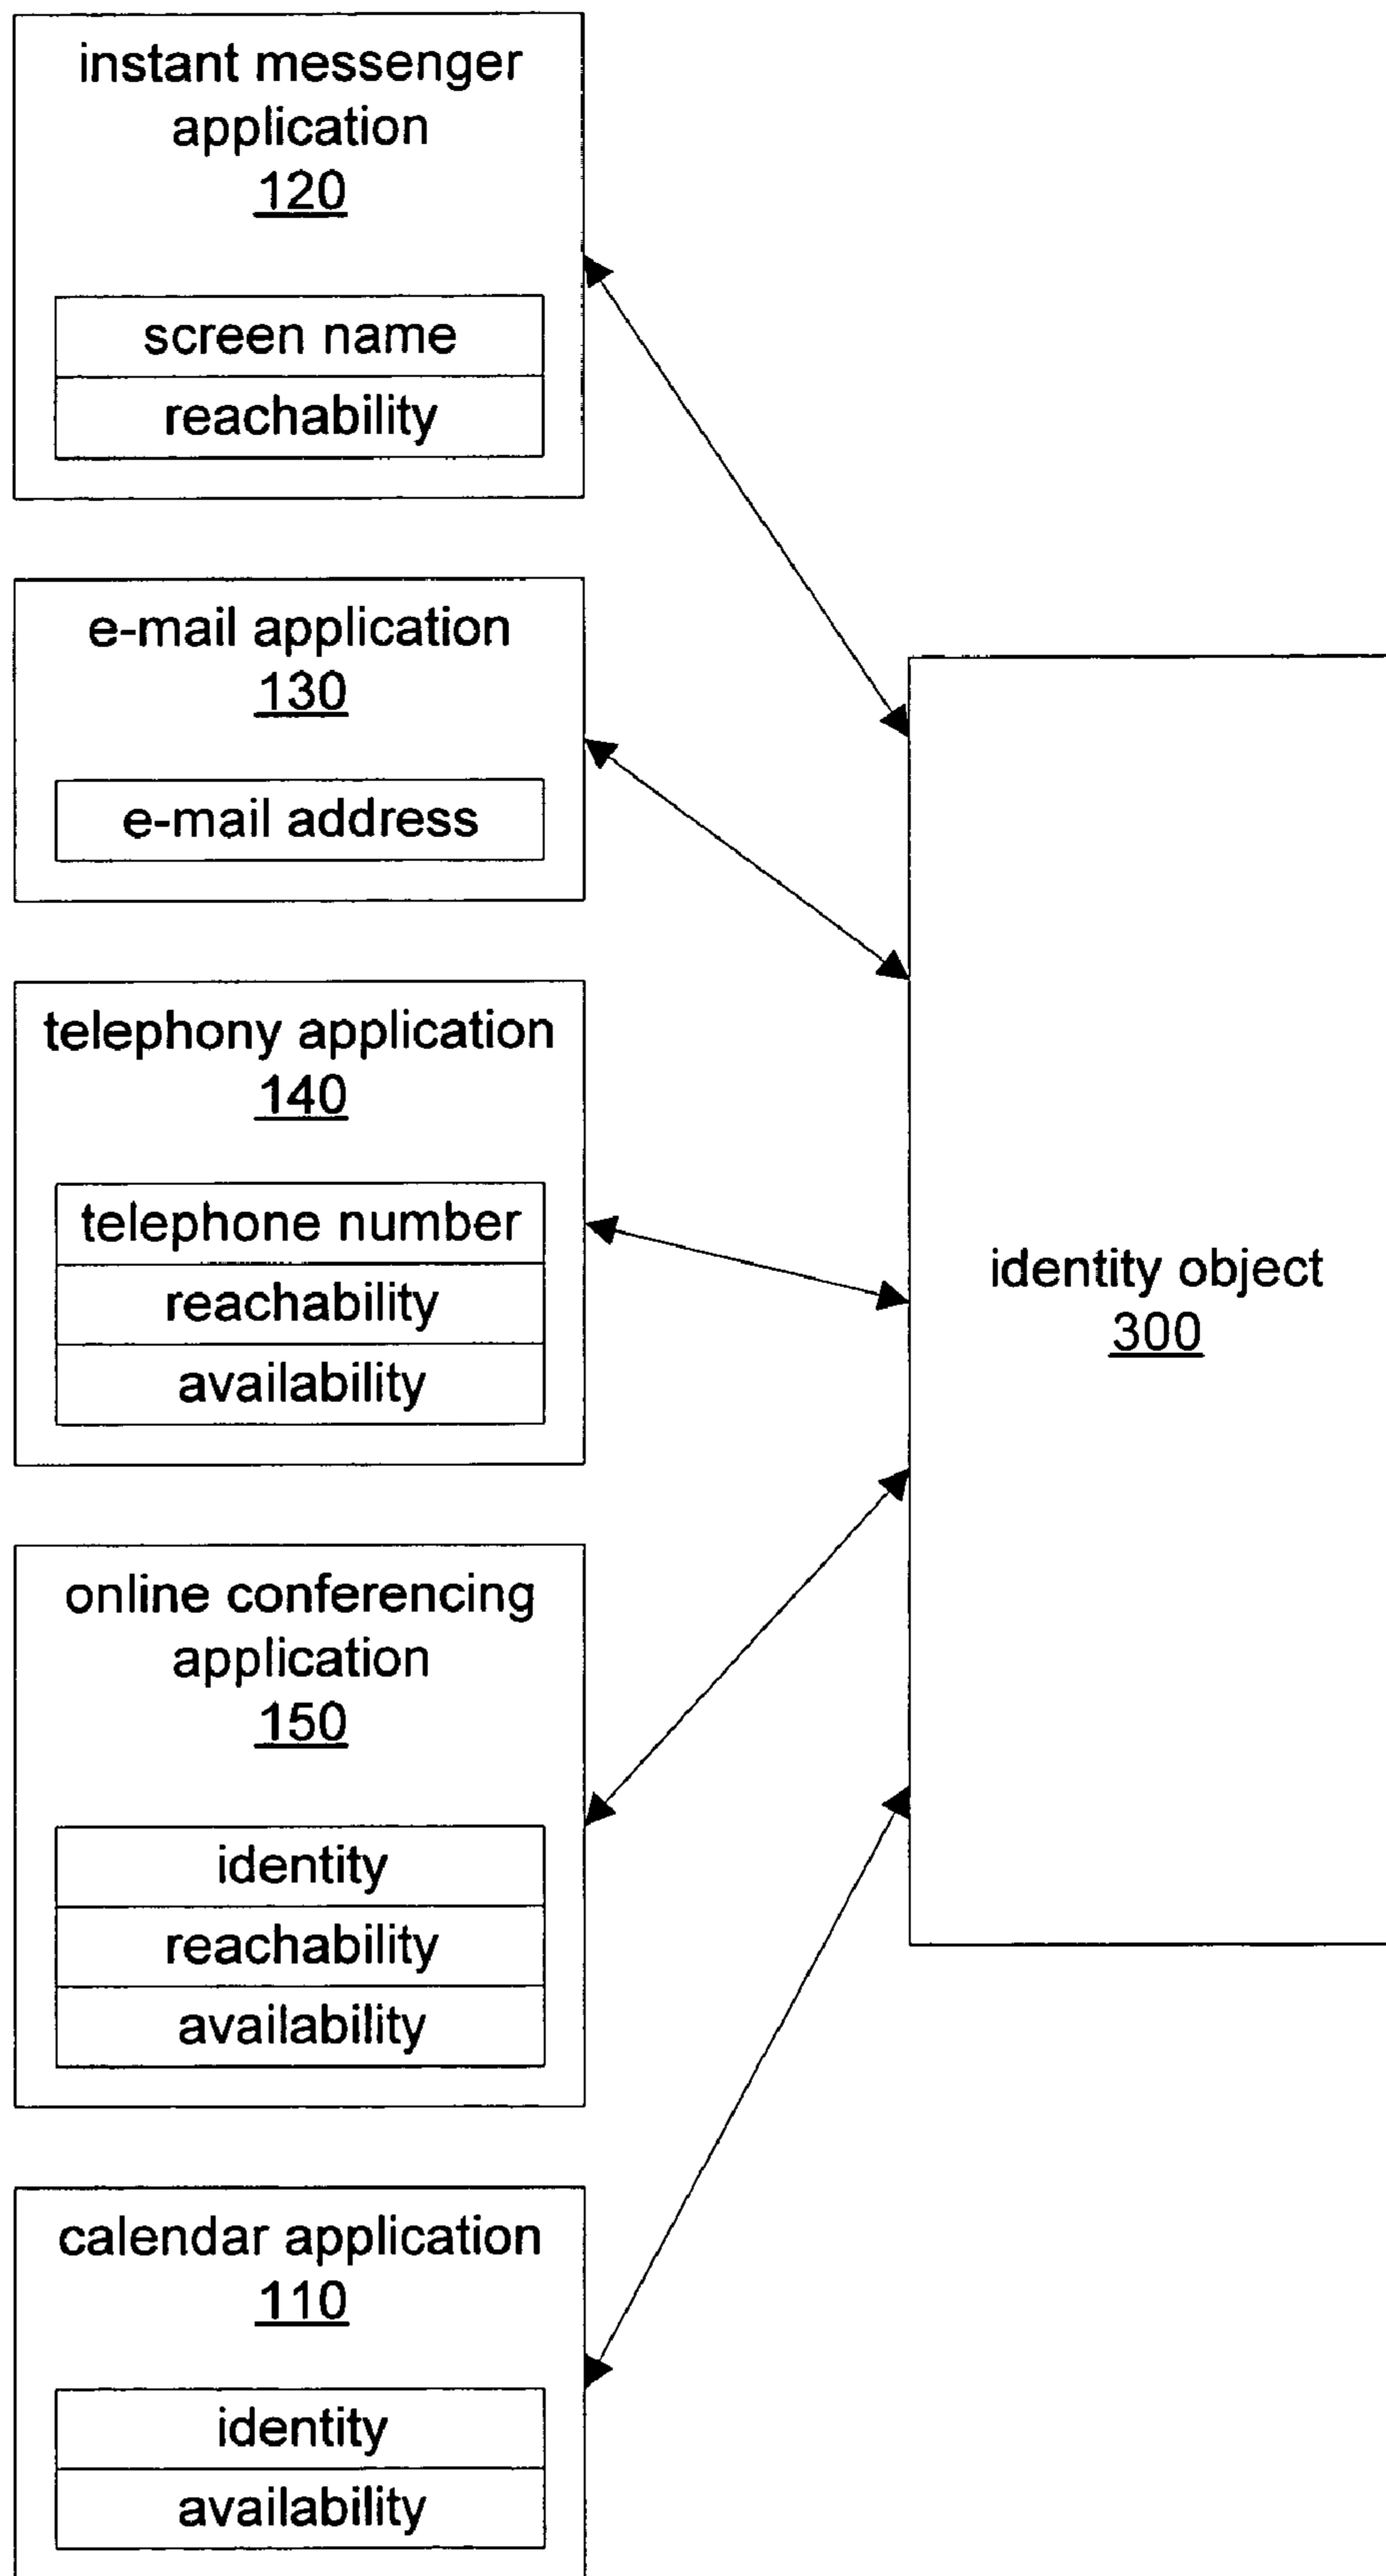 instant messenger
application
120
screen name
reachability
e-mail application
130
e-mail address
telephony application
140
telephone number
reachability
availability
online conferencing
application
150
identity
reachability
availability
calendar application
110
identity
availability
identity object
300